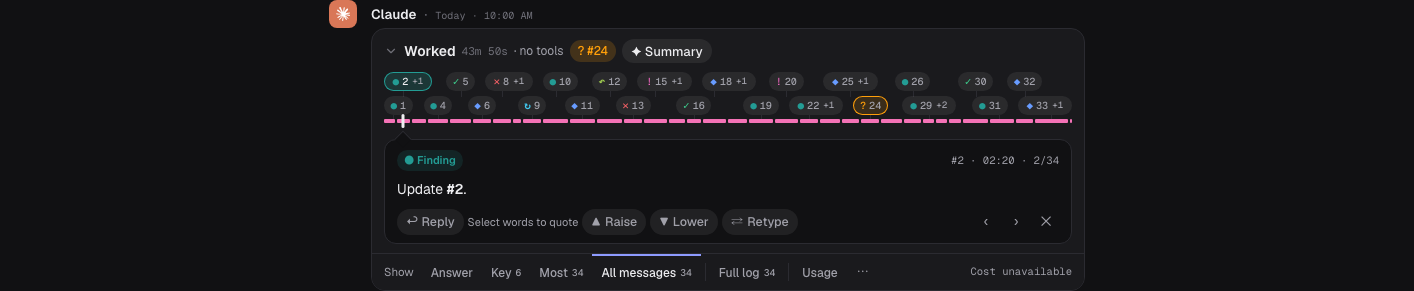 Claude · Today · 10:00 AM
Worked 43m 50s · no tools ? #24 ✦ Summary
● 2 +1 ✓ 5 × 8 +1 ● 10 ↶ 12 ! 15 +1 ◆ 18 +1 ! 20 ◆ 25 +1 ● 26 ✓ 30 ◆ 32
● 1 ● 4 ◆ 6 ↻ 9 ◆ 11 × 13 ✓ 16 ● 19 ● 22 +1 ? 24 ● 29 +2 ● 31 ◆ 33 +1
● Finding #2 · 02:20 · 2/34
Update #2.
↩ Reply Select words to quote ▲ Raise ▼ Lower ⇄ Retype ‹ › ×
Show Answer Key 6 Most 34 All messages 34 Full log 34 Usage ··· Cost unavailable